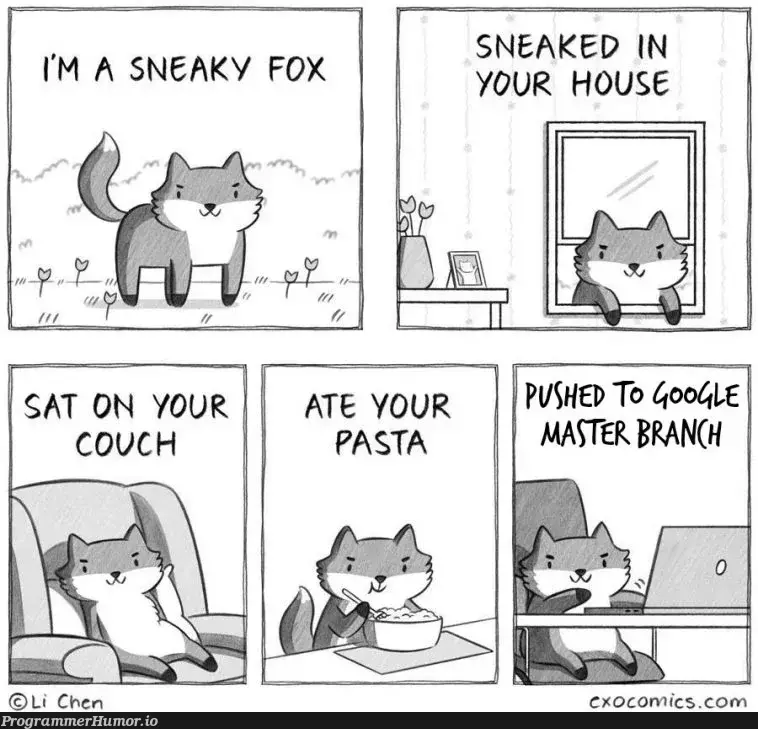 I'M A SNEAKY FOX
SNEAKED IN
YOUR HOUSE
SAT ON YOUR
COUCH
ATE YOUR
PASTA
PUSHED TO GOOGLE
MASTER BRANCH
©Li Chen
exocomics.com
ProgrammerHumor.io